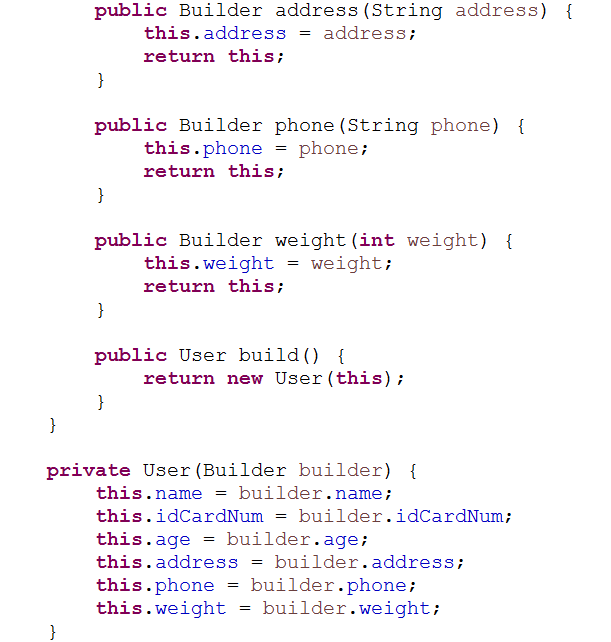 public Builder address(String address) {
this.address = address;
return this;
}
public Builder phone(String phone) {
this.phone = phone;
return this;
}
public Builder weight(int weight) {
this.weight = weight;
return this;
}
public User build() {
return new User(this);
}
}
private User(Builder builder) {
this.name = builder.name;
this.idCardNum = builder.idCardNum;
this.age = builder.age;
this.address = builder.address;
this.phone = builder.phone;
this.weight = builder.weight;
}